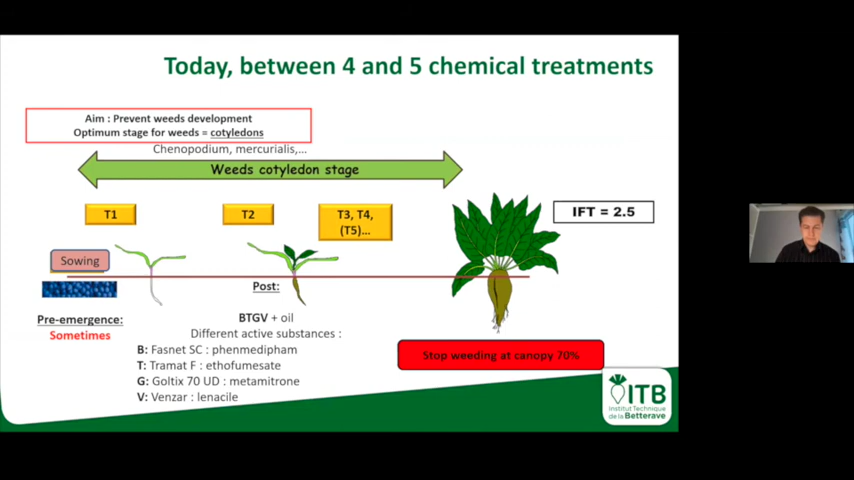 Today, between 4 and 5 chemical treatments
Aim : Prevent weeds development
Optimum stage for weeds = cotyledons
Chenopodium, mercurialis,...
Weeds cotyledon stage
T1
T2
T3, T4,
(T5)...
IFT = 2.5
Sowing
Post:
Pre-emergence:
Sometimes
BTGV + oil
Different active substances :
B: Fasnet SC : phenmedipham
T: Tramat F : ethofumesate
G: Goltix 70 UD : metamitrone
V: Venzar : lenacile
Stop weeding at canopy 70%
ITB
Institut Technique
de la Betterave